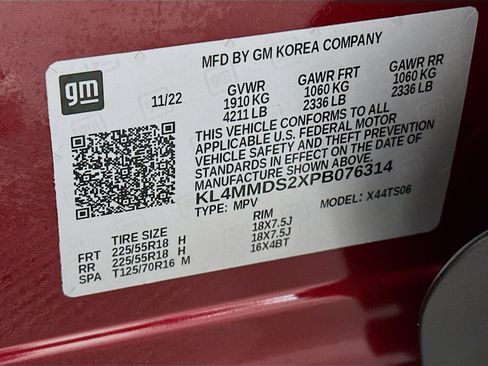 gm
MFD BY GM KOREA COMPANY
11/22
GVWR
1910 KG
4211 LB
GAWR FRT
1060 KG
2336 LB
GAWR RR
1060 KG
2336 LB
THIS VEHICLE CONFORMS TO ALL
APPLICABLE U.S. FEDERAL MOTOR
VEHICLE SAFETY AND THEFT PREVENTION
STANDARDS IN EFFECT ON THE DATE OF
MANUFACTURE SHOWN ABOVE.
KL4MMDS2XPB076314
TYPE: MPV MODEL: X44TS06
TIRE SIZE RIM
FRT 225/55R18 H 18X7.5J
RR 225/55R18 H 18X7.5J
SPA T125/70R16 M 16X4BT